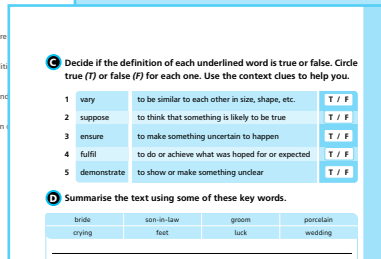 re
C Decide if the definition of each underlined word is true or false. Circle
true (T) or false (F) for each one. Use the context clues to help you.
1 vary to be similar to each other in size, shape, etc. T / F
2 suppose to think that something is likely to be true T / F
3 ensure to make something uncertain to happen T / F
4 fulfil to do or achieve what was hoped for or expected T / F
5 demonstrate to show or make something unclear T / F
D Summarise the text using some of these key words.
bride son-in-law groom porcelain
crying feet luck wedding